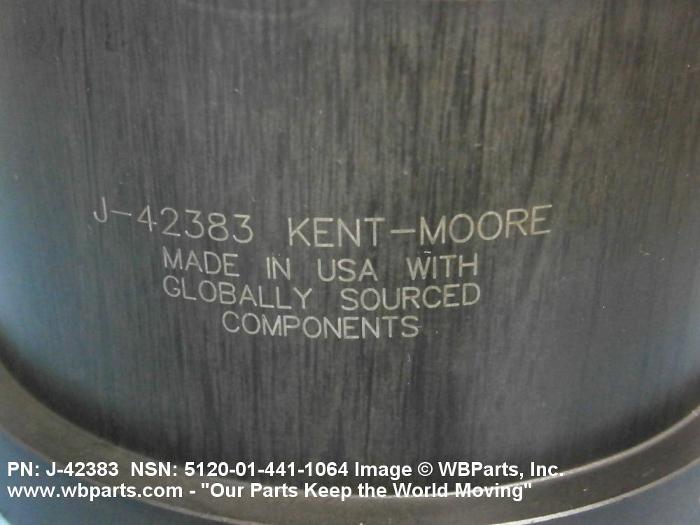 J-42383 KENT-MOORE
MADE IN USA WITH
GLOBALLY SOURCED
COMPONENTS
PN: J-42383 NSN: 5120-01-441-1064 Image © WBParts, Inc.
www.wbparts.com - "Our Parts Keep the World Moving"